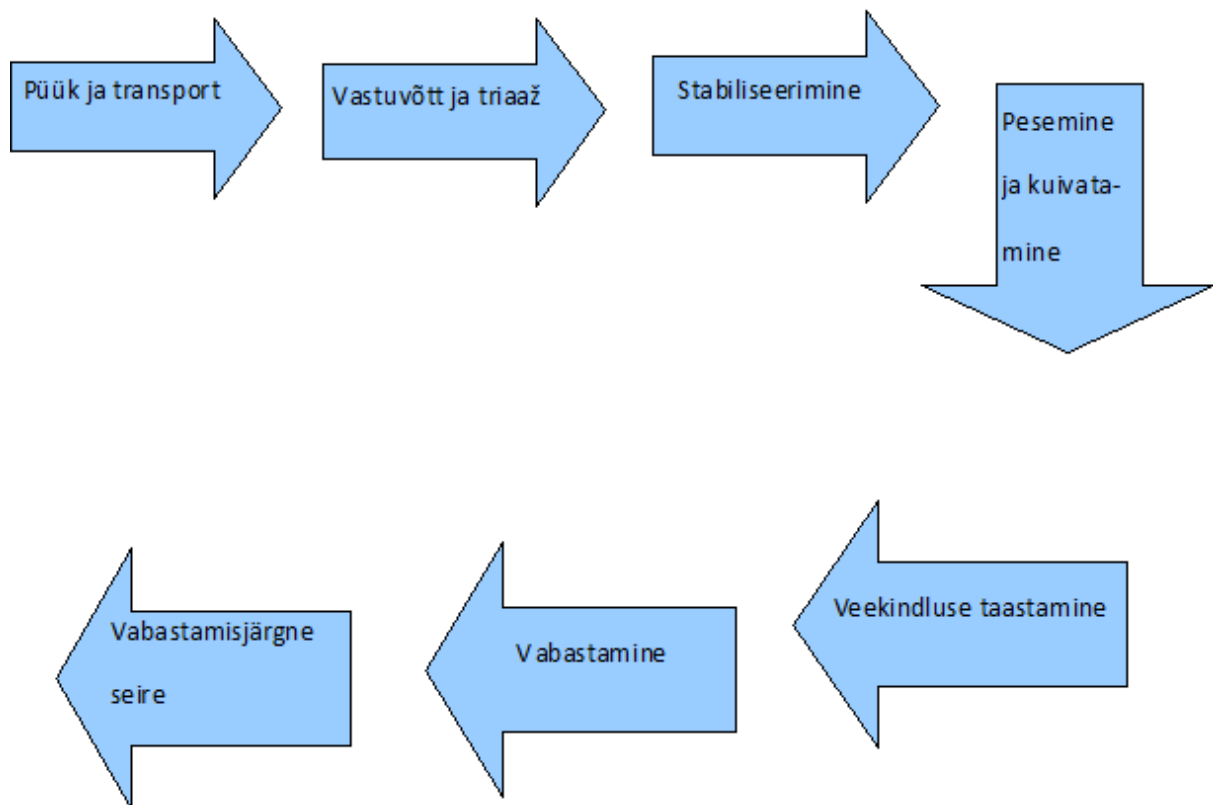 Püük ja transport
Vastuvõtt ja triaaž
Stabiliseerimine
Pesemine
ja kuivata-
mine
Veekindluse taastamine
Vabastamine
Vabastamisjärgne
seire